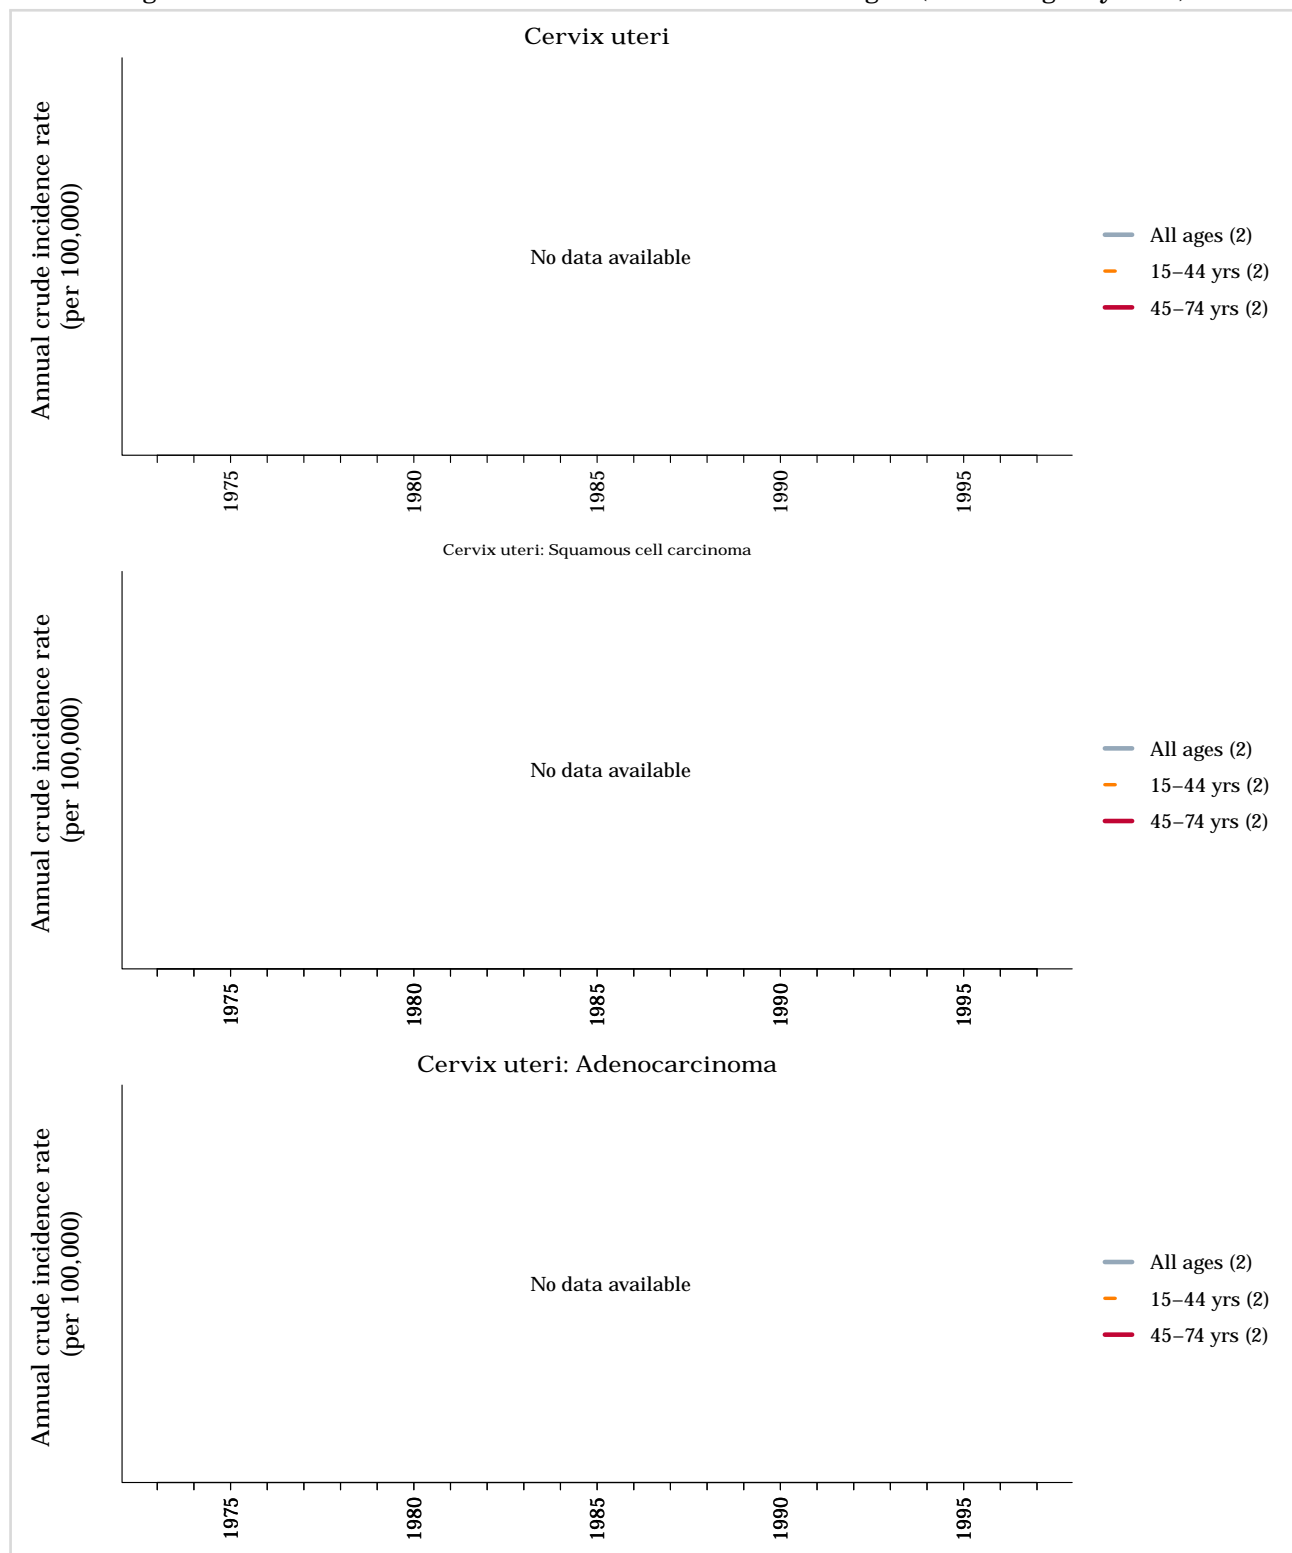 Cervix uteri
Annual crude incidence rate
(per 100,000)
No data available
All ages (2)
15–44 yrs (2)
45–74 yrs (2)
1975
1980
1985
1990
1995
Cervix uteri: Squamous cell carcinoma
Annual crude incidence rate
(per 100,000)
No data available
All ages (2)
15–44 yrs (2)
45–74 yrs (2)
1975
1980
1985
1990
1995
Cervix uteri: Adenocarcinoma
Annual crude incidence rate
(per 100,000)
No data available
All ages (2)
15–44 yrs (2)
45–74 yrs (2)
1975
1980
1985
1990
1995